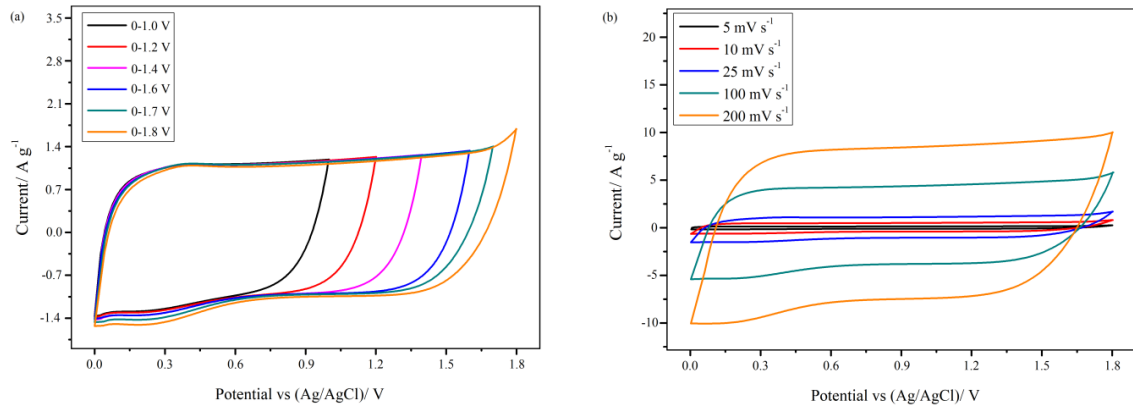 (a)
3.5
2.8
2.1
1.4
0.7
0.0
-0.7
-1.4
Current/ A g⁻¹
0-1.0 V
0-1.2 V
0-1.4 V
0-1.6 V
0-1.7 V
0-1.8 V
0.0 0.3 0.6 0.9 1.2 1.5 1.8
Potential vs (Ag/AgCl)/ V
(b)
20
15
10
5
0
-5
-10
Current/ A g⁻¹
5 mV s⁻¹
10 mV s⁻¹
25 mV s⁻¹
100 mV s⁻¹
200 mV s⁻¹
0.0 0.3 0.6 0.9 1.2 1.5 1.8
Potential vs (Ag/AgCl)/ V